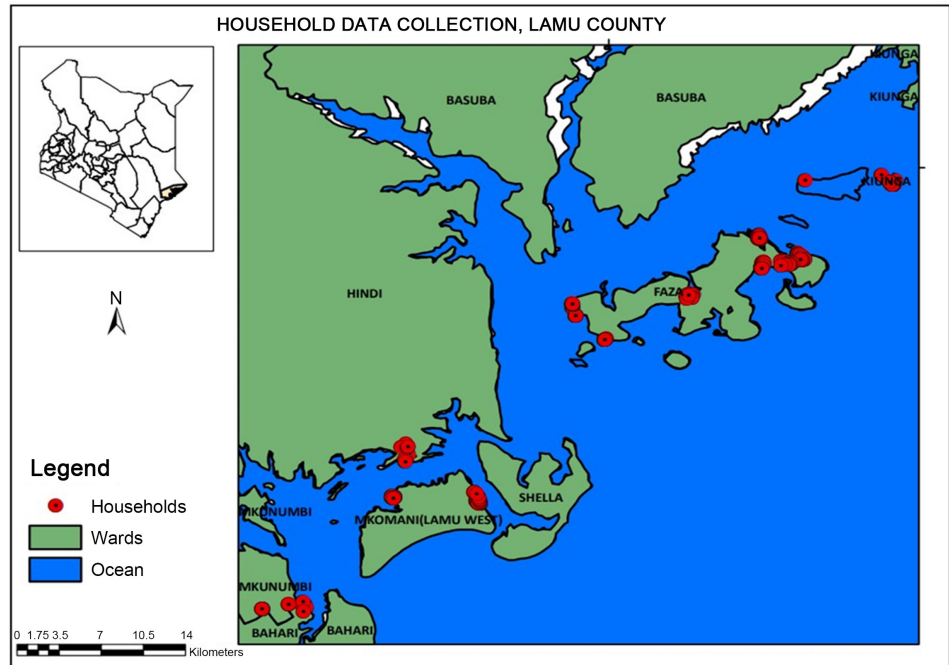 HOUSEHOLD DATA COLLECTION, LAMU COUNTY
KIUNGA
BASUBA
BASUBA
KIUNGA
KIUNGA
N
HINDI
FAZA
Legend
Households
Wards
Ocean
SHELLA
MKUNUMBI
MKOMANI(LAMU WEST)
MKUNUMBI
BAHARI
BAHARI
0 1.75 3.5 7 10.5 14
Kilometers